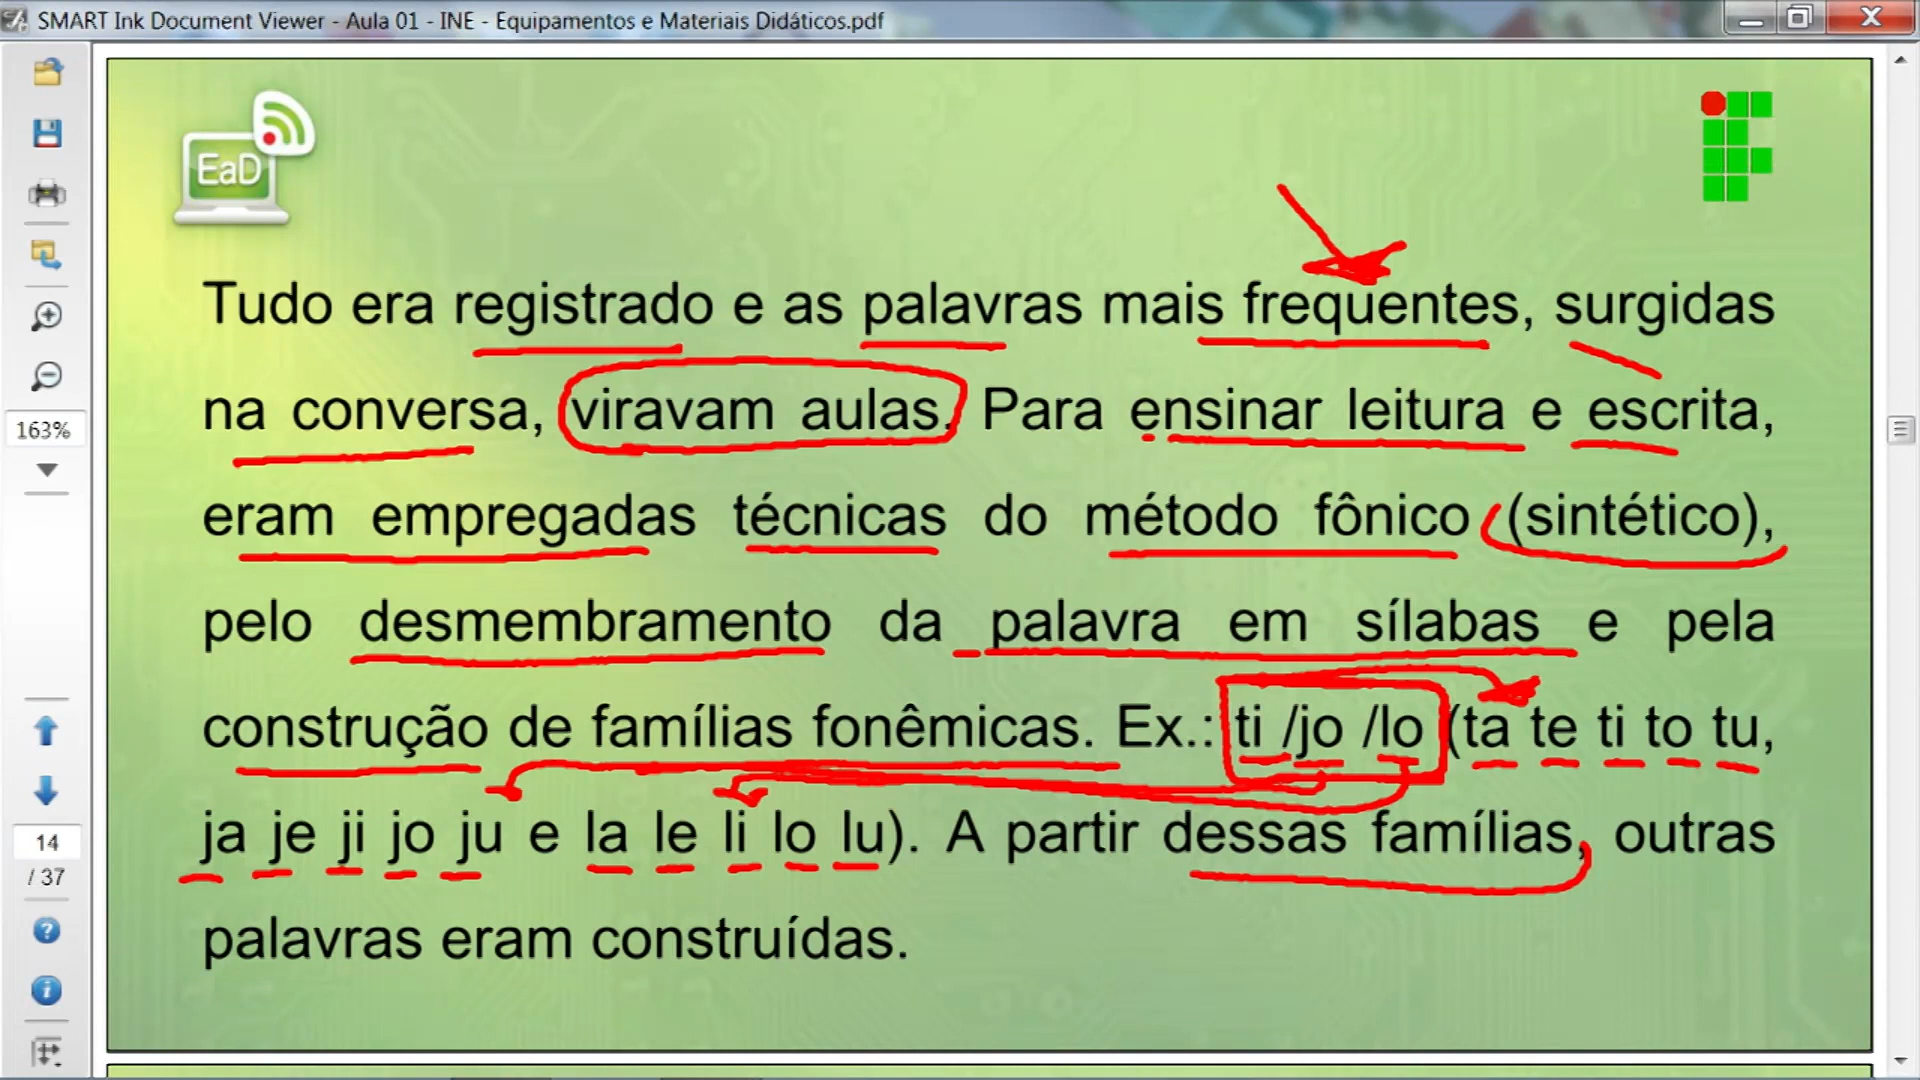 SMART Ink Document Viewer - Aula 01 - INE - Equipamentos e Materiais Didáticos.pdf
EaD
Tudo era registrado e as palavras mais frequentes, surgidas
na conversa, viravam aulas. Para ensinar leitura e escrita,
eram empregadas técnicas do método fônico (sintético),
pelo desmembramento da palavra em sílabas e pela
construção de famílias fonêmicas. Ex.: ti /jo /lo (ta te ti to tu,
ja je ji jo ju e la le li lo lu). A partir dessas famílias, outras
palavras eram construídas.
163%
14
/ 37